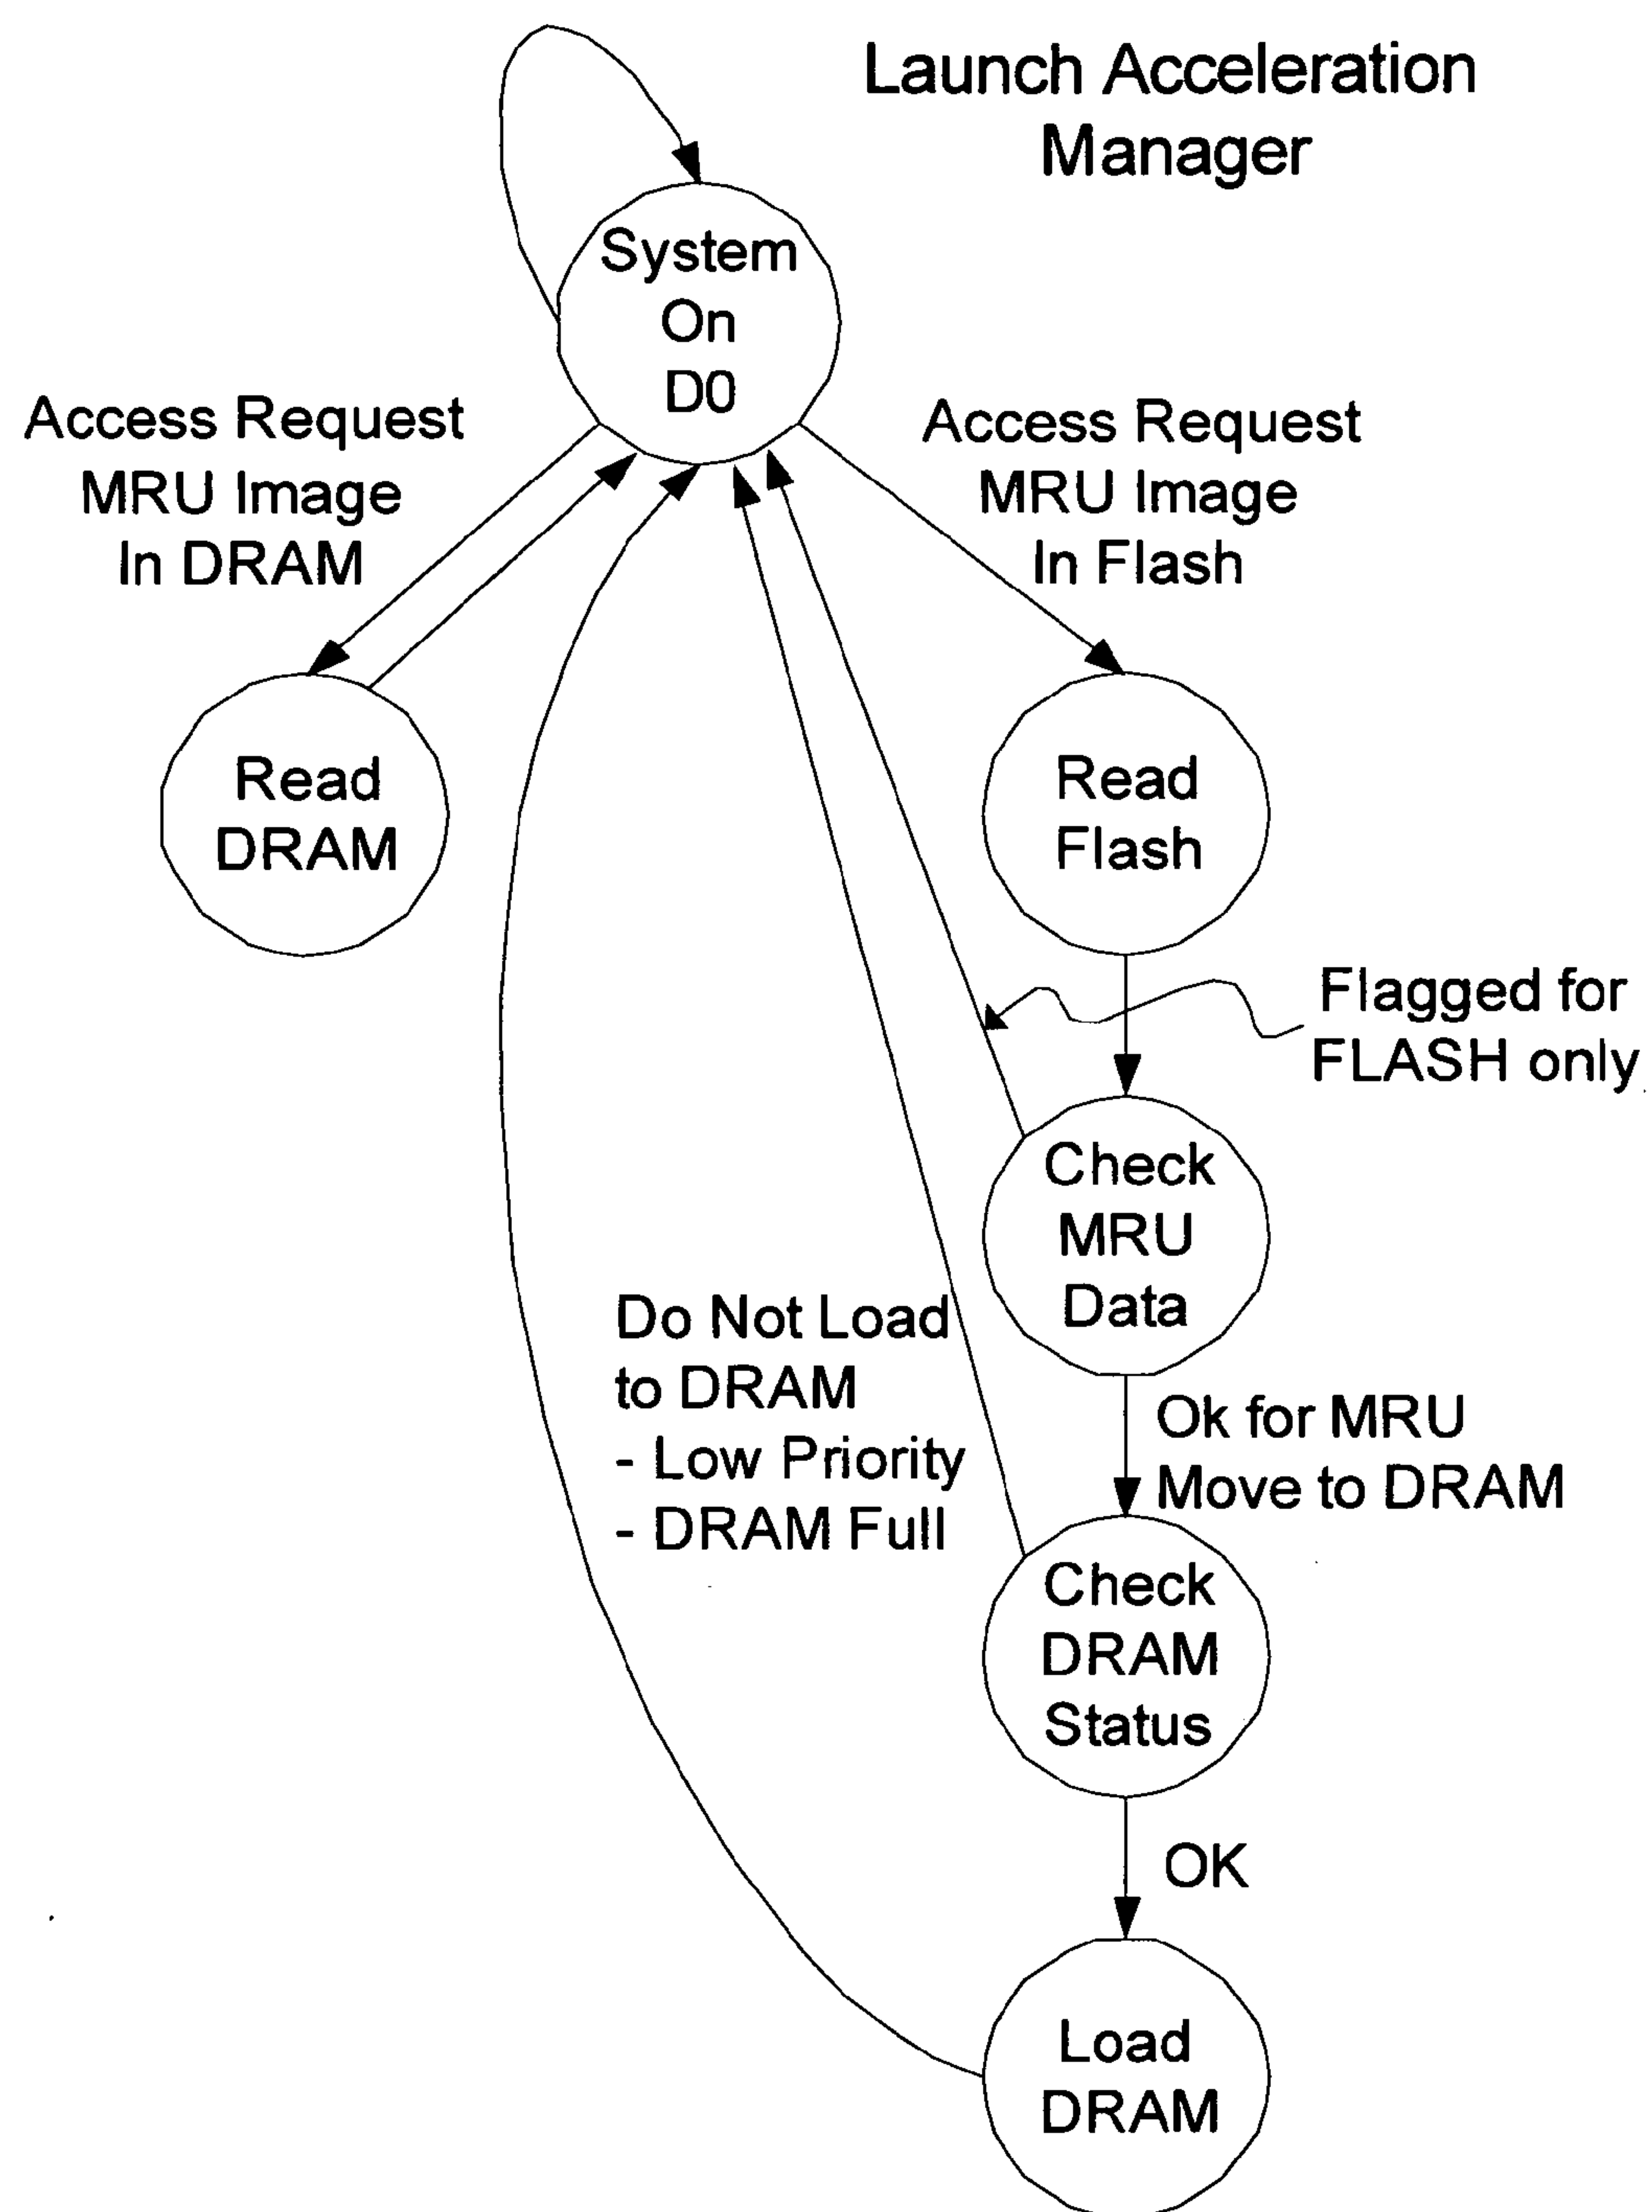 Launch Acceleration
Manager
System
On
D0
Access Request
MRU Image
In DRAM
Access Request
MRU Image
In Flash
Read
DRAM
Read
Flash
Flagged for
FLASH only
Check
MRU
Data
Do Not Load
to DRAM
- Low Priority
- DRAM Full
Ok for MRU
Move to DRAM
Check
DRAM
Status
OK
Load
DRAM